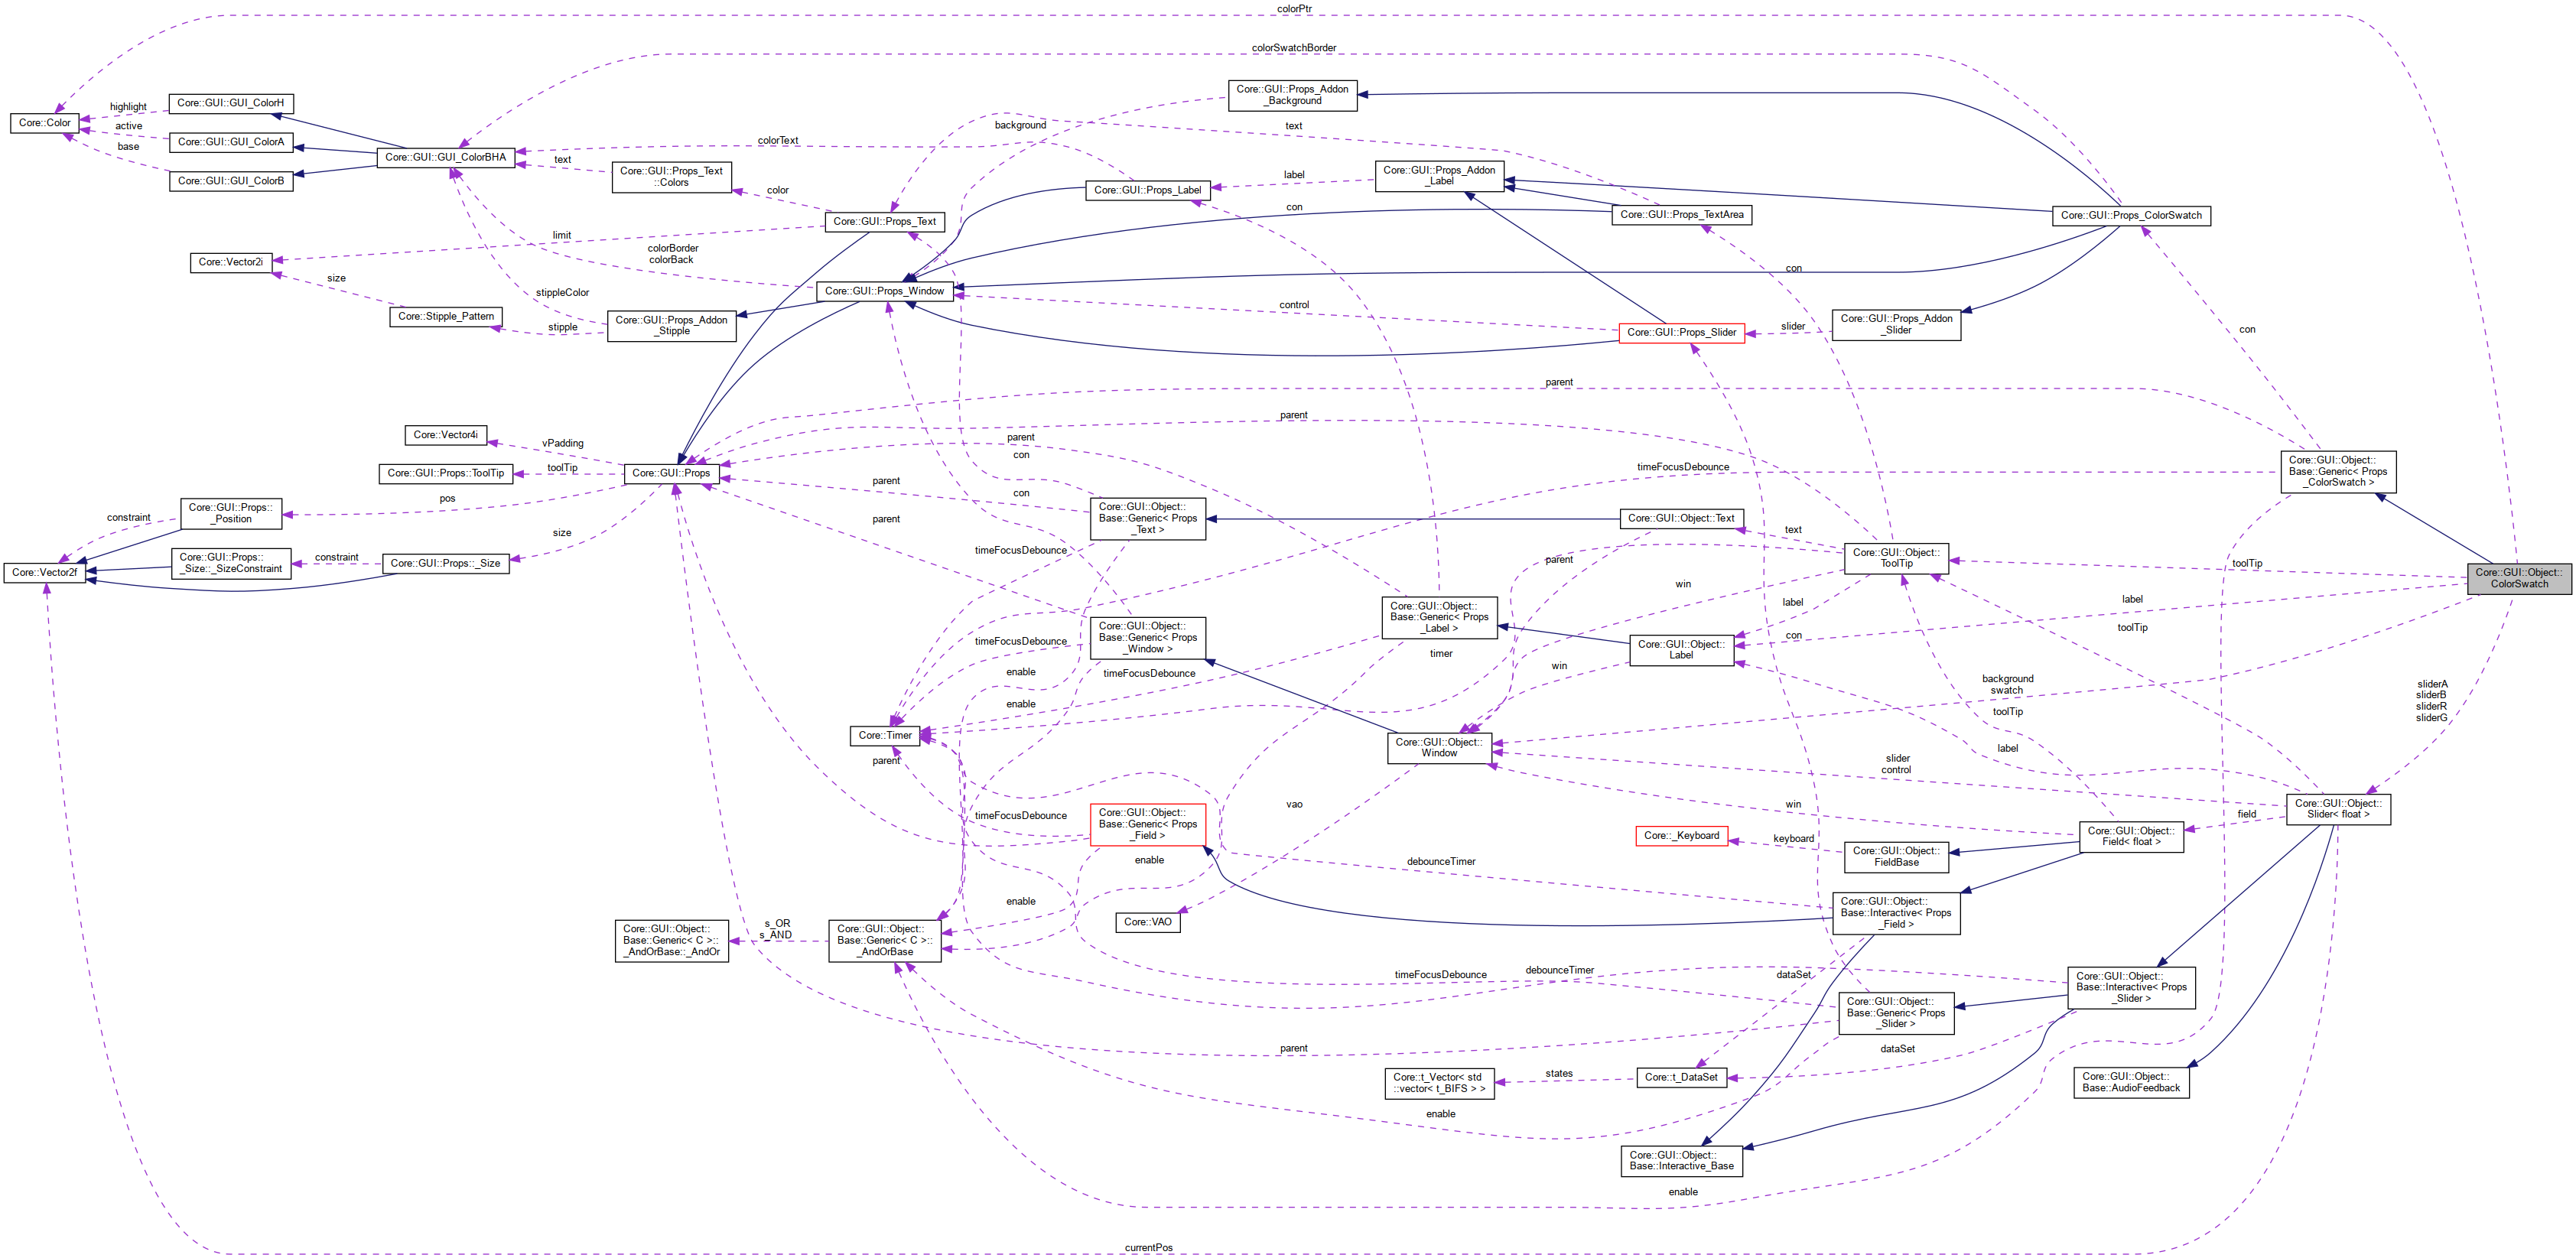 colorPtr
colorSwatchBorder
Core::GUI::Props_Addon
_Background
Core::GUI::GUI_ColorH
highlight
Core::Color
active
base
Core::GUI::GUI_ColorA
Core::GUI::GUI_ColorB
Core::GUI::GUI_ColorBHA
background
text
colorText
text
Core::GUI::Props_Text
::Colors
color
Core::GUI::Props_Label
label
Core::GUI::Props_Addon
_Label
con
Core::GUI::Props_TextArea
Core::GUI::Props_ColorSwatch
Core::GUI::Props_Text
limit
colorBorder
colorBack
Core::Vector2i
size
Core::Stipple_Pattern
stippleColor
stipple
Core::GUI::Props_Addon
_Stipple
Core::GUI::Props_Window
control
con
Core::GUI::Props_Slider
slider
Core::GUI::Props_Addon
_Slider
con
parent
parent
parent
con
Core::Vector4i
vPadding
Core::GUI::Props::ToolTip
toolTip
Core::GUI::Props
pos
Core::GUI::Props::
_Position
constraint
size
Core::Vector2f
Core::GUI::Props::
_Size::_SizeConstraint
constraint
Core::GUI::Props::_Size
parent
con
parent
Core::GUI::Object::
Base::Generic< Props
_Text >
timeFocusDebounce
Core::GUI::Object::Text
text
Core::GUI::Object::
ToolTip
timeFocusDebounce
Core::GUI::Object::
Base::Generic< Props
_ColorSwatch >
toolTip
Core::GUI::Object::
ColorSwatch
parent
win
label
con
label
toolTip
Core::GUI::Object::
Base::Generic< Props
_Label >
Core::GUI::Object::
Base::Generic< Props
_Window >
timeFocusDebounce
enable
timeFocusDebounce
enable
Core::GUI::Object::
Label
timer
win
background
swatch
toolTip
sliderA
sliderB
sliderR
sliderG
Core::Timer
parent
Core::GUI::Object::
Window
label
slider
control
vao
win
Core::GUI::Object::
Slider< float >
field
Core::GUI::Object::
Field< float >
Core::GUI::Object::
Base::Generic< Props
_Field >
timeFocusDebounce
Core::_Keyboard
keyboard
Core::GUI::Object::
FieldBase
debounceTimer
enable
enable
Core::VAO
Core::GUI::Object::
Base::Interactive< Props
_Field >
Core::GUI::Object::
Base::Generic< C >::
_AndOrBase::_AndOr
s_OR
s_AND
Core::GUI::Object::
Base::Generic< C >::
_AndOrBase
timeFocusDebounce
debounceTimer
dataSet
Core::GUI::Object::
Base::Interactive< Props
_Slider >
Core::GUI::Object::
Base::Generic< Props
_Slider >
parent
dataSet
Core::t_Vector< std
::vector< t_BIFS > >
states
Core::t_DataSet
Core::GUI::Object::
Base::AudioFeedback
enable
Core::GUI::Object::
Base::Interactive_Base
enable
currentPos